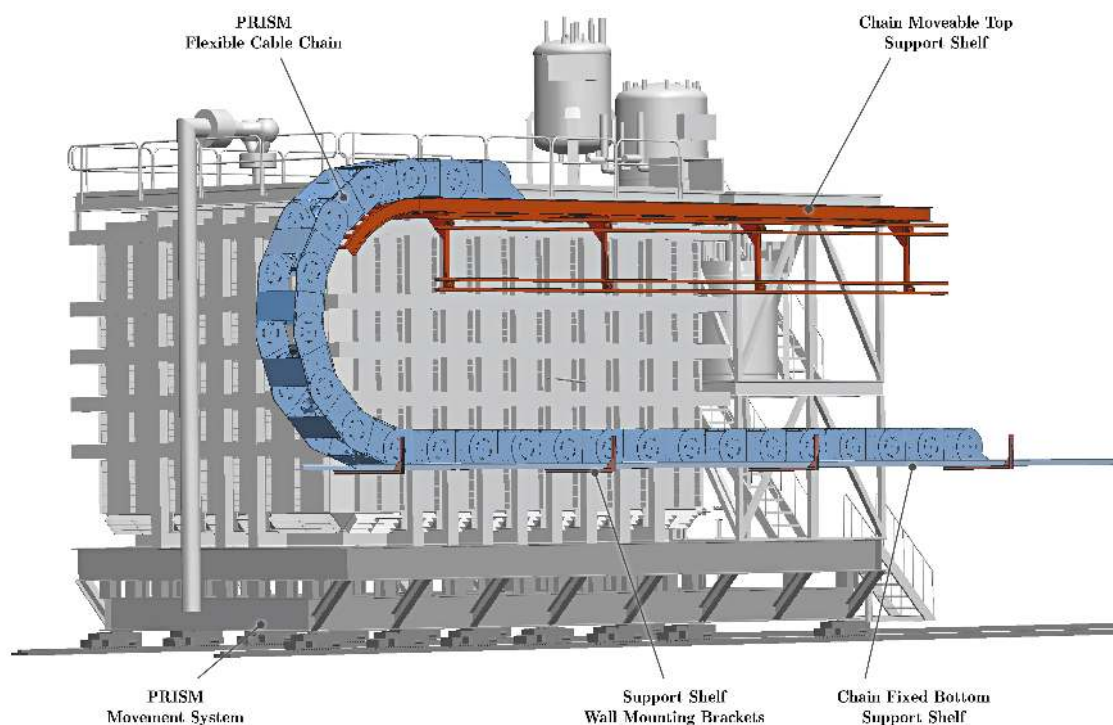 PRISM
Flexible Cable Chain
Chain Moveable Top
Support Shelf
PRISM
Movement System
Support Shelf
Wall Mounting Brackets
Chain Fixed Bottom
Support Shelf